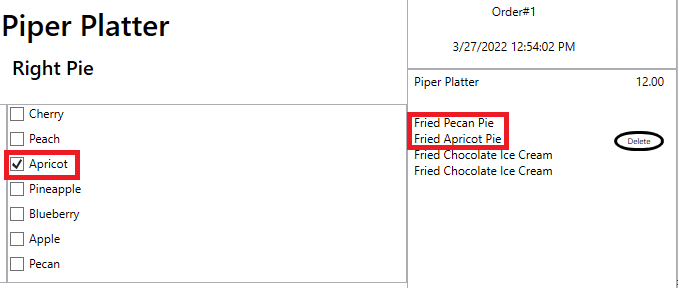 Piper Platter
Right Pie
Cherry
Peach
Apricot
Pineapple
Blueberry
Apple
Pecan
Order#1
3/27/2022 12:54:02 PM
Piper Platter 12.00
Fried Pecan Pie
Fried Apricot Pie
Delete
Fried Chocolate Ice Cream
Fried Chocolate Ice Cream